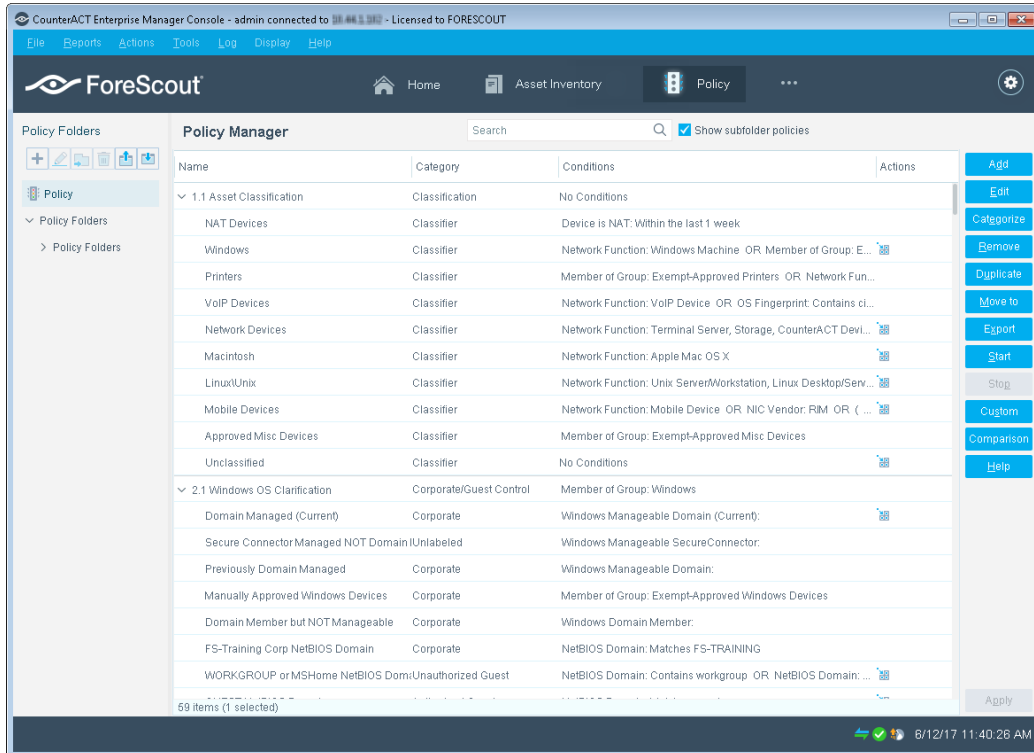 CounterACT Enterprise Manager Console - admin connected to - Licensed to FORESCOUT
File Reports Actions Tools Log Display Help
ForeScout Home Asset Inventory Policy
Policy Folders
Policy
Policy Folders
Policy Folders
Policy Manager Search Show subfolder policies
Name Category Conditions Actions
1.1 Asset Classification Classification No Conditions
NAT Devices Classifier Device is NAT: Within the last 1 week
Windows Classifier Network Function: Windows Machine OR Member of Group: E...
Printers Classifier Member of Group: Exempt-Approved Printers OR Network Fun...
VoIP Devices Classifier Network Function: VoIP Device OR OS Fingerprint: Contains ci...
Network Devices Classifier Network Function: Terminal Server, Storage, CounterACT Devi...
Macintosh Classifier Network Function: Apple Mac OS X
Linux\Unix Classifier Network Function: Unix Server/Workstation, Linux Desktop/Serv...
Mobile Devices Classifier Network Function: Mobile Device OR NIC Vendor: RIM OR ( ...
Approved Misc Devices Classifier Member of Group: Exempt-Approved Misc Devices
Unclassified Classifier No Conditions
2.1 Windows OS Clarification Corporate/Guest Control Member of Group: Windows
Domain Managed (Current) Corporate Windows Manageable Domain (Current):
Secure Connector Managed NOT Domain Unlabeled Windows Manageable SecureConnector:
Previously Domain Managed Corporate Windows Manageable Domain:
Manually Approved Windows Devices Corporate Member of Group: Exempt-Approved Windows Devices
Domain Member but NOT Manageable Corporate Windows Domain Member:
FS-Training Corp NetBIOS Domain Corporate NetBIOS Domain: Matches FS-TRAINING
WORKGROUP or MSHome NetBIOS Dom Unauthorized Guest NetBIOS Domain: Contains workgroup OR NetBIOS Domain: ...
59 items (1 selected)
Add
Edit
Categorize
Remove
Duplicate
Move to
Export
Start
Stop
Custom
Comparison
Help
Apply
6/12/17 11:40:26 AM